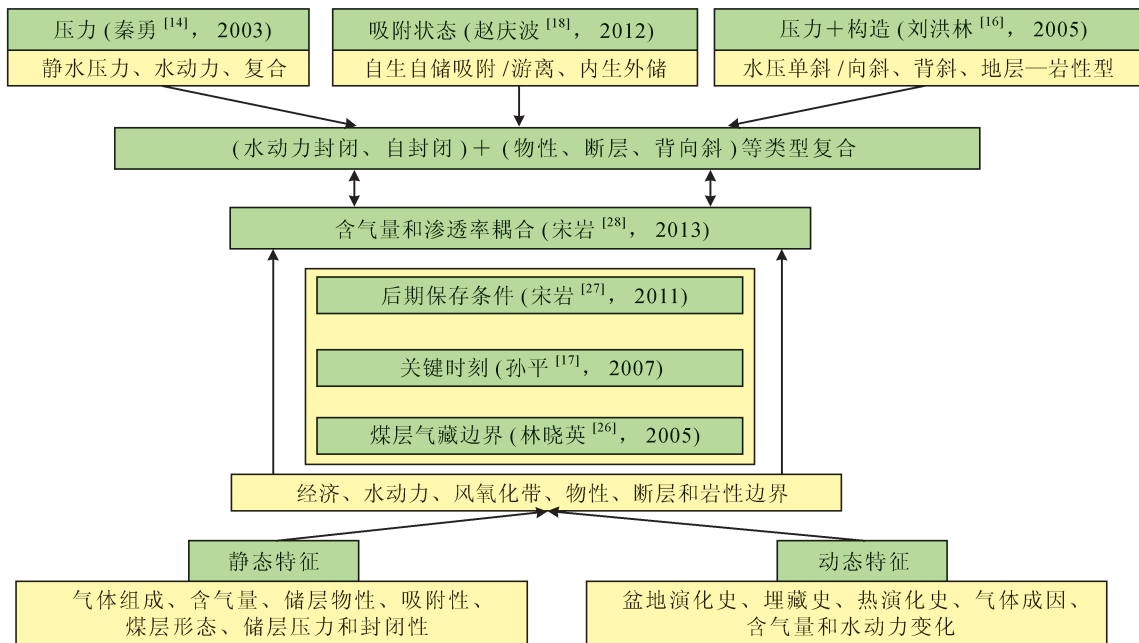 压力(秦勇[14],2003)
静水压力、水动力、复合
吸附状态(赵庆波[18],2012)
自生自储吸附/游离、内生外储
压力+构造(刘洪林[16],2005)
水压单斜/向斜、背斜、地层—岩性型
(水动力封闭、自封闭)+(物性、断层、背向斜)等类型复合
含气量和渗透率耦合(宋岩[28],2013)
后期保存条件(宋岩[27],2011)
关键时刻(孙平[17],2007)
煤层气藏边界(林晓英[26],2005)
经济、水动力、风氧化带、物性、断层和岩性边界
静态特征
气体组成、含气量、储层物性、吸附性、
煤层形态、储层压力和封闭性
动态特征
盆地演化史、埋藏史、热演化史、气体成因、
含气量和水动力变化